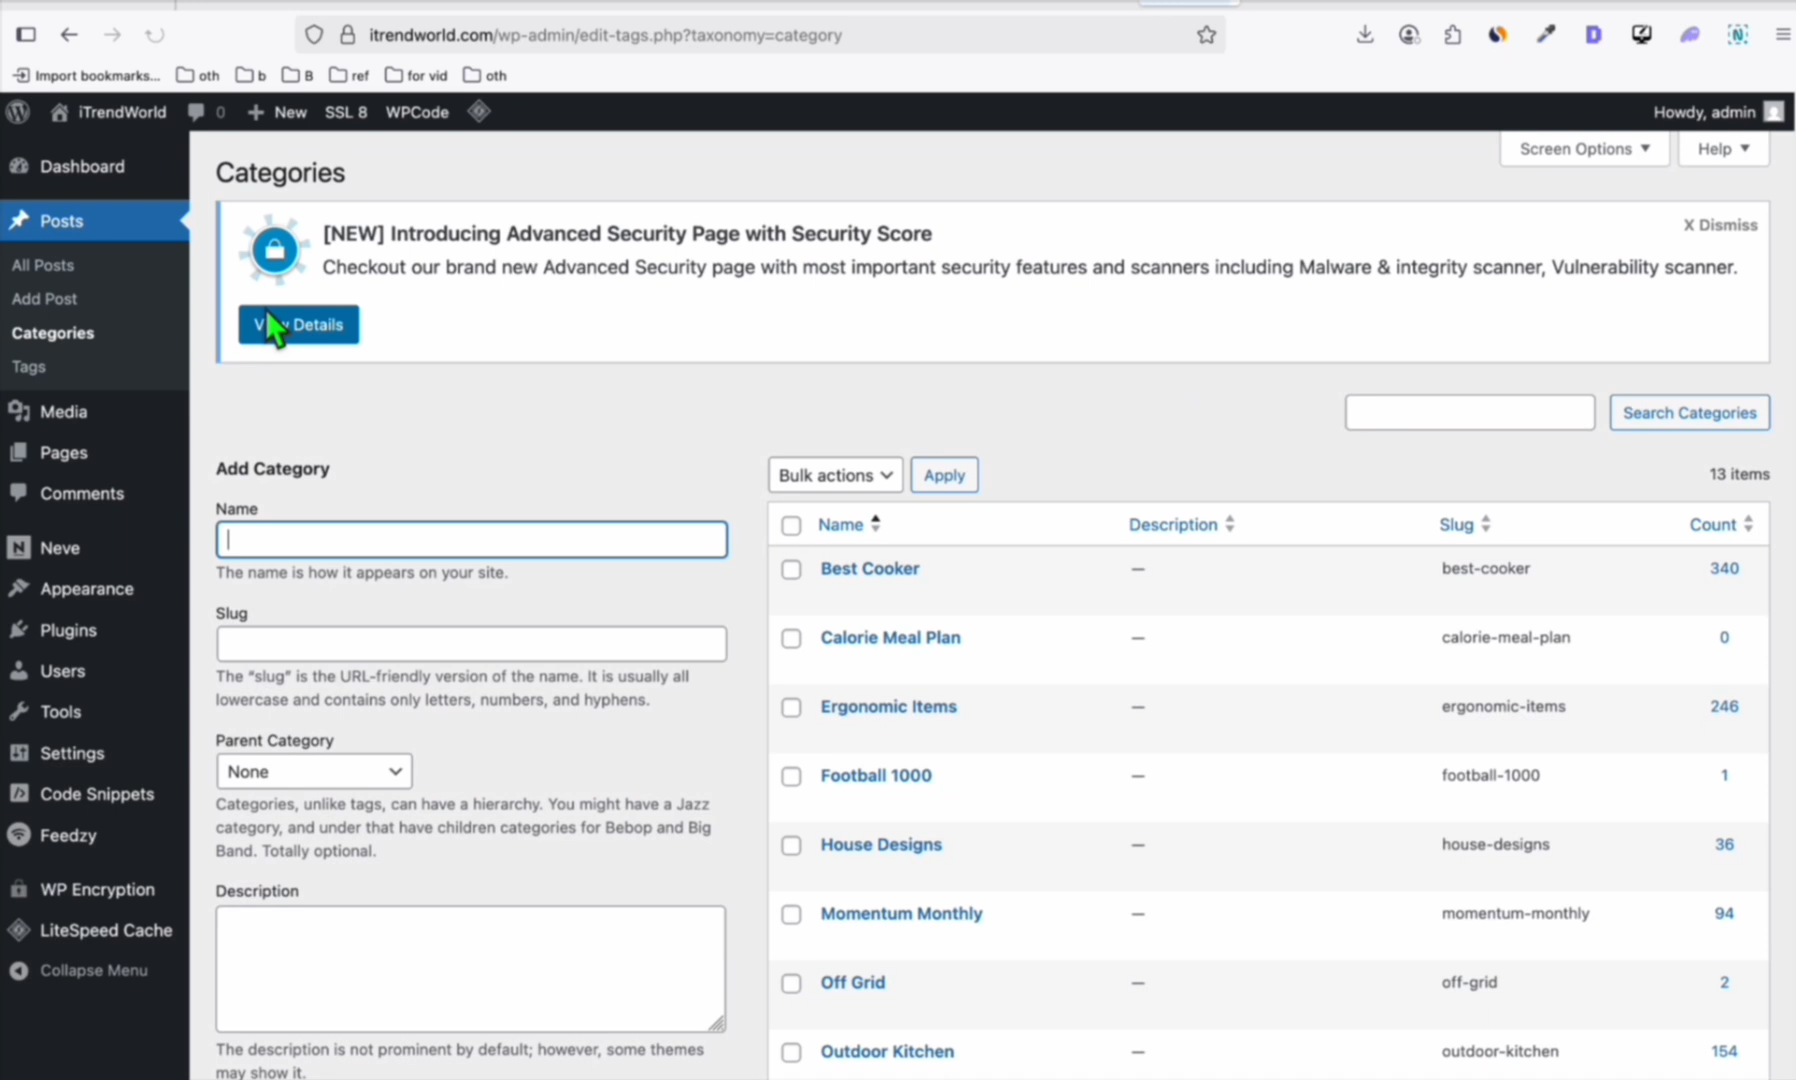 itrendworld.com/wp-admin/edit-tags.php?taxonomy=category
Import bookmarks... oth b B ref for vid oth
iTrendWorld 0 New SSL 8 WPCode Howdy, admin
Dashboard
Posts
All Posts
Add Post
Categories
Tags
Media
Pages
Comments
Neve
Appearance
Plugins
Users
Tools
Settings
Code Snippets
Feedzy
WP Encryption
LiteSpeed Cache
Collapse Menu
Screen Options Help
Categories
[NEW] Introducing Advanced Security Page with Security Score
X Dismiss
Checkout our brand new Advanced Security page with most important security features and scanners including Malware & integrity scanner, Vulnerability scanner.
Details
Search Categories
Add Category
Name
The name is how it appears on your site.
Slug
The "slug" is the URL-friendly version of the name. It is usually all
lowercase and contains only letters, numbers, and hyphens.
Parent Category
None
Categories, unlike tags, can have a hierarchy. You might have a Jazz
category, and under that have children categories for Bebop and Big
Band. Totally optional.
Description
The description is not prominent by default; however, some themes
may show it.
Bulk actions Apply 13 items
Name Description Slug Count
Best Cooker — best-cooker 340
Calorie Meal Plan — calorie-meal-plan 0
Ergonomic Items — ergonomic-items 246
Football 1000 — football-1000 1
House Designs — house-designs 36
Momentum Monthly — momentum-monthly 94
Off Grid — off-grid 2
Outdoor Kitchen — outdoor-kitchen 154